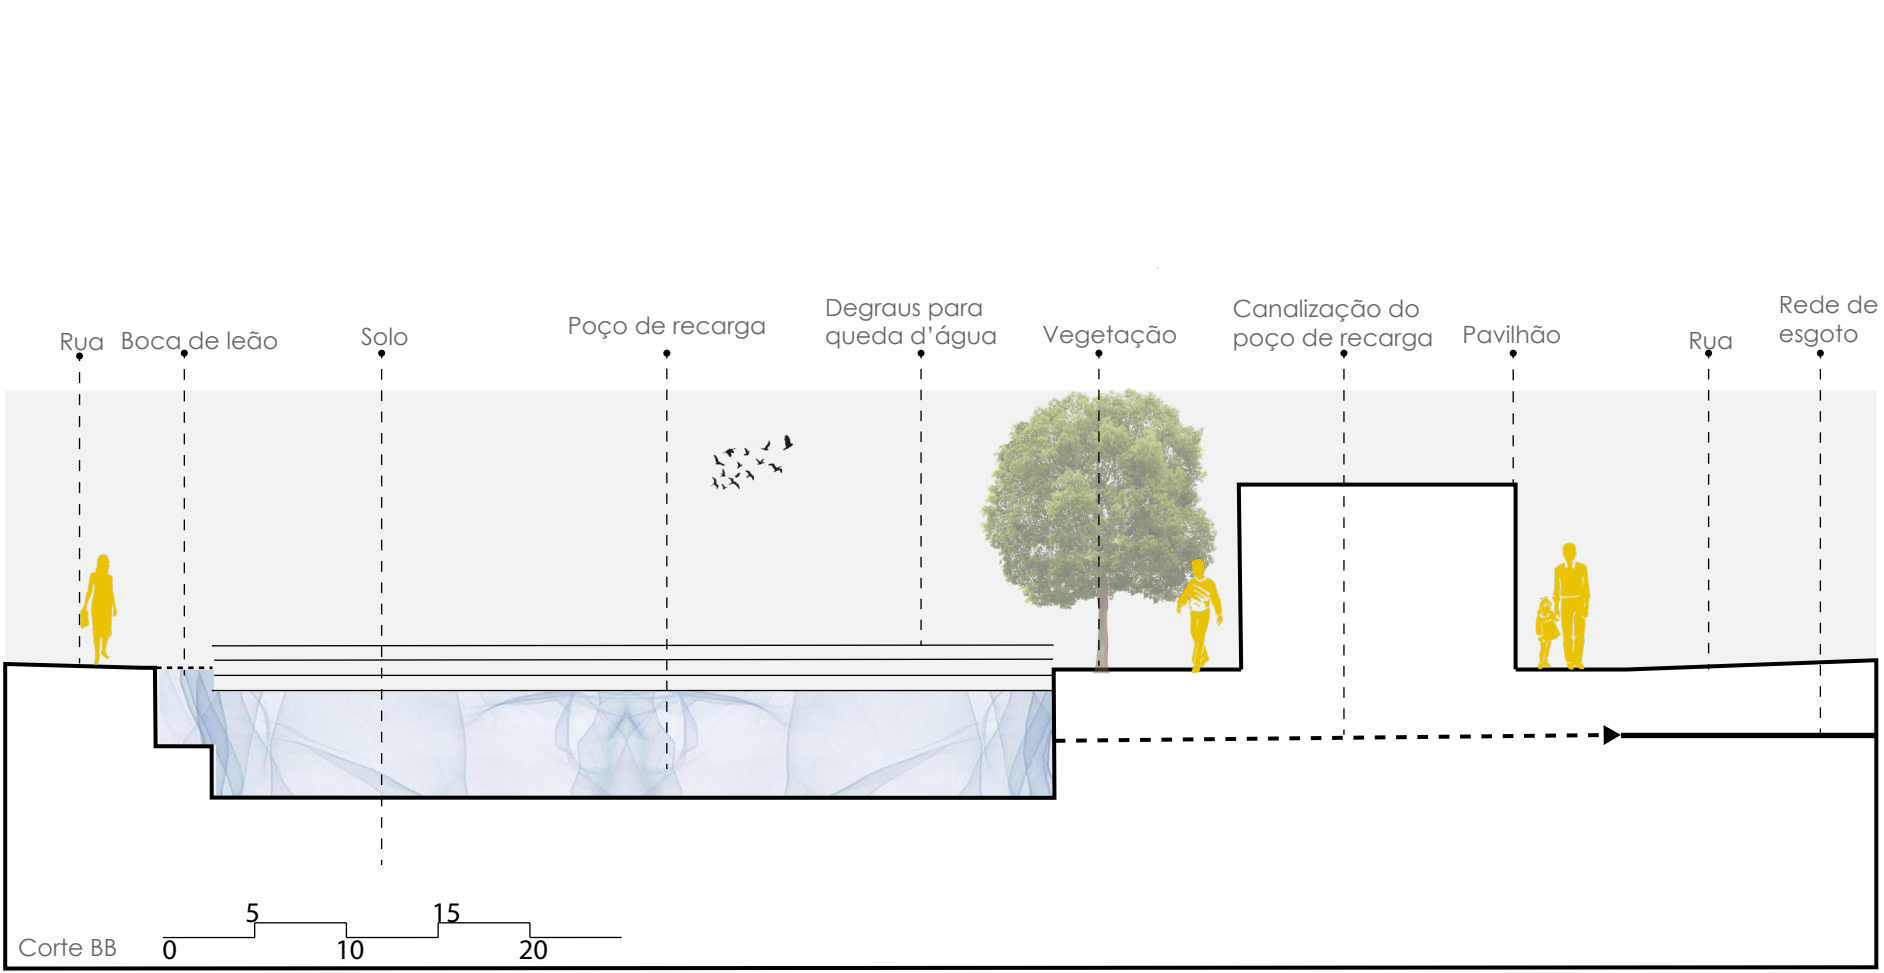 Rua
Boca de leão
Solo
Poço de recarga
Degraus para
queda d’água
Vegetação
Canalização do
poço de recarga
Pavilhão
Rua
Rede de
esgoto
5
15
Corte BB
0
10
20